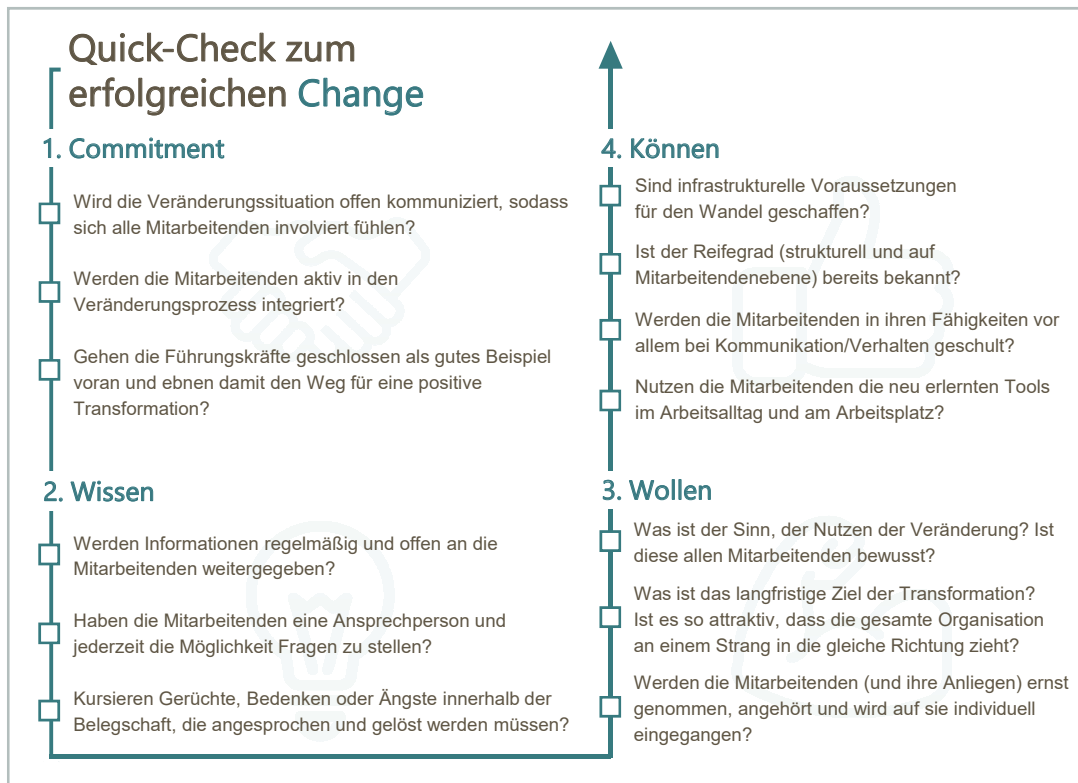 Quick-Check zum
erfolgreichen Change
1. Commitment
Wird die Veränderungssituation offen kommuniziert, sodass
sich alle Mitarbeitenden involviert fühlen?
Werden die Mitarbeitenden aktiv in den
Veränderungsprozess integriert?
Gehen die Führungskräfte geschlossen als gutes Beispiel
voran und ebnen damit den Weg für eine positive
Transformation?
2. Wissen
Werden Informationen regelmäßig und offen an die
Mitarbeitenden weitergegeben?
Haben die Mitarbeitenden eine Ansprechperson und
jederzeit die Möglichkeit Fragen zu stellen?
Kursieren Gerüchte, Bedenken oder Ängste innerhalb der
Belegschaft, die angesprochen und gelöst werden müssen?
3. Wollen
Was ist der Sinn, der Nutzen der Veränderung? Ist
diese allen Mitarbeitenden bewusst?
Was ist das langfristige Ziel der Transformation?
Ist es so attraktiv, dass die gesamte Organisation
an einem Strang in die gleiche Richtung zieht?
Werden die Mitarbeitenden (und ihre Anliegen) ernst
genommen, angehört und wird auf sie individuell
eingegangen?
4. Können
Sind infrastrukturelle Voraussetzungen
für den Wandel geschaffen?
Ist der Reifegrad (strukturell und auf
Mitarbeitendenebene) bereits bekannt?
Werden die Mitarbeitenden in ihren Fähigkeiten vor
allem bei Kommunikation/Verhalten geschult?
Nutzen die Mitarbeitenden die neu erlernten Tools
im Arbeitsalltag und am Arbeitsplatz?